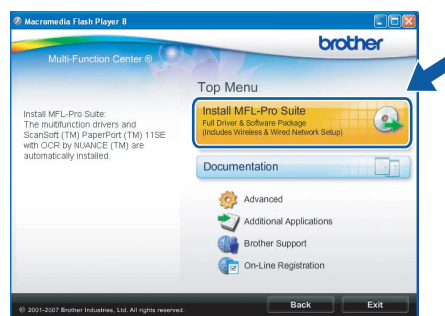 Macromedia Flash Player 8
brother
Multi-Function Center ®
Top Menu
Install MFL-Pro Suite:
The multifunction drivers and
ScanSoft (TM) PaperPort (TM) 11SE
with OCR by NUANCE (TM) are
automatically installed.
Install MFL-Pro Suite
Full Driver & Software Package
(Includes Wireless & Wired Network Setup)
Documentation
Advanced
Additional Applications
Brother Support
On-Line Registration
© 2001-2007 Brother Industries, Ltd. All rights reserved.
Back
Exit